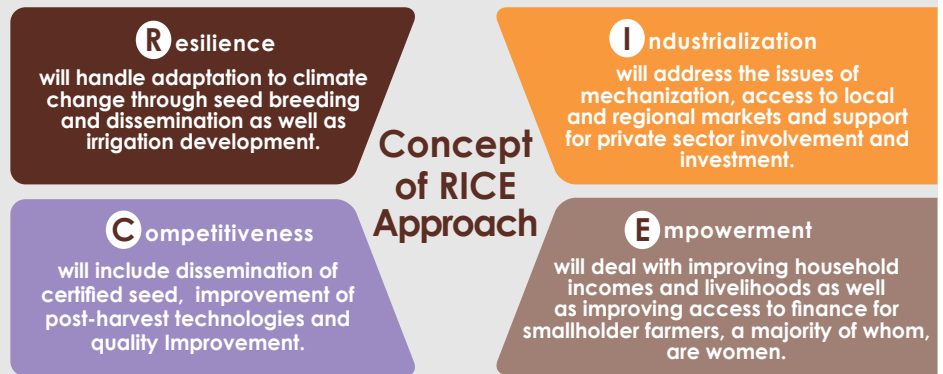 Resilience
will handle adaptation to climate
change through seed breeding
and dissemination as well as
irrigation development.
Industrialization
will address the issues of
mechanization, access to local
and regional markets and support
for private sector involvement and
investment.
Concept
of RICE
Approach
Competitiveness
will include dissemination of
certified seed, improvement of
post-harvest technologies and
quality Improvement.
Empowerment
will deal with improving household
incomes and livelihoods as well
as improving access to finance for
smallholder farmers, a majority of whom,
are women.